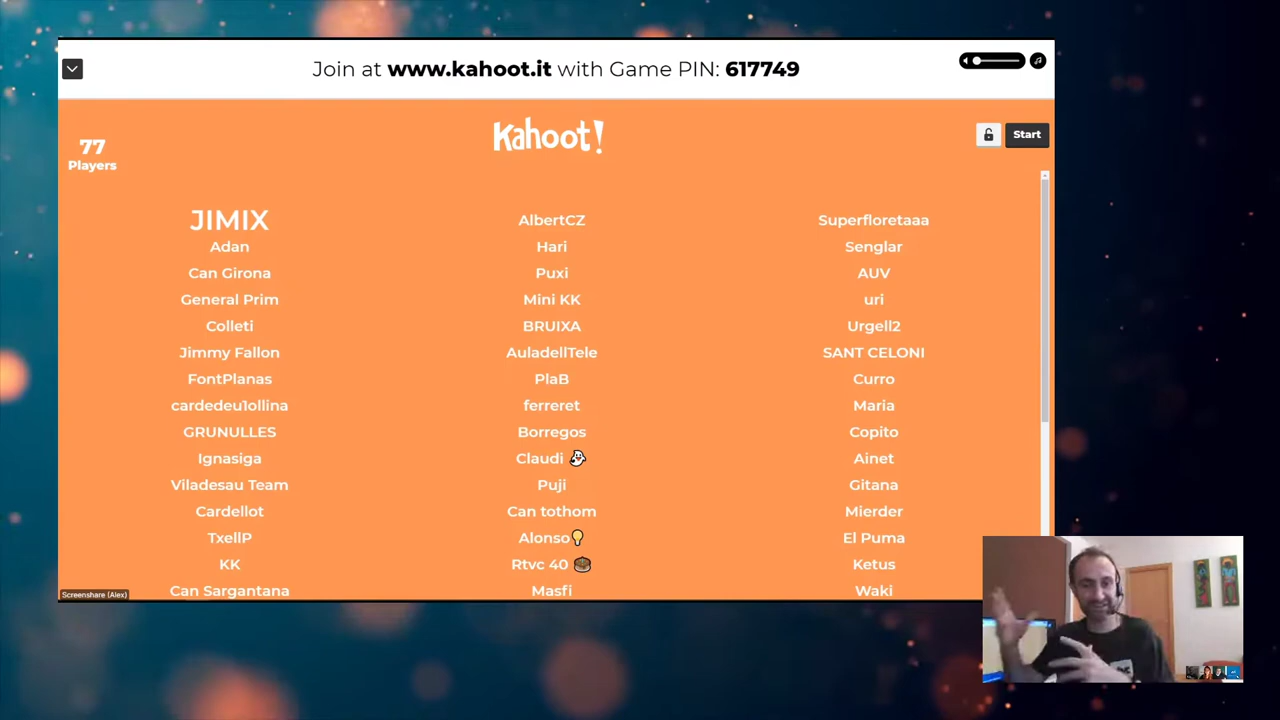 Join at www.kahoot.it with Game PIN: 617749
Kahoot!
77
Players
Start
JIMIX AlbertCZ Superfloretaaa
Adan Hari Senglar
Can Girona Puxi AUV
General Prim Mini KK uri
Colleti BRUIXA Urgell2
Jimmy Fallon AuladellTele SANT CELONI
FontPlanas PlaB Curro
cardedeu1ollina ferreret Maria
GRUNULLES Borregos Copito
Ignasiga Claudi 👻 Ainet
Viladesau Team Puji Gitana
Cardellot Can tothom Mierder
TxellP Alonso El Puma
KK Rtvc 40 Ketus
Can Sargantana Masfi Waki
Screenshare (Alex)